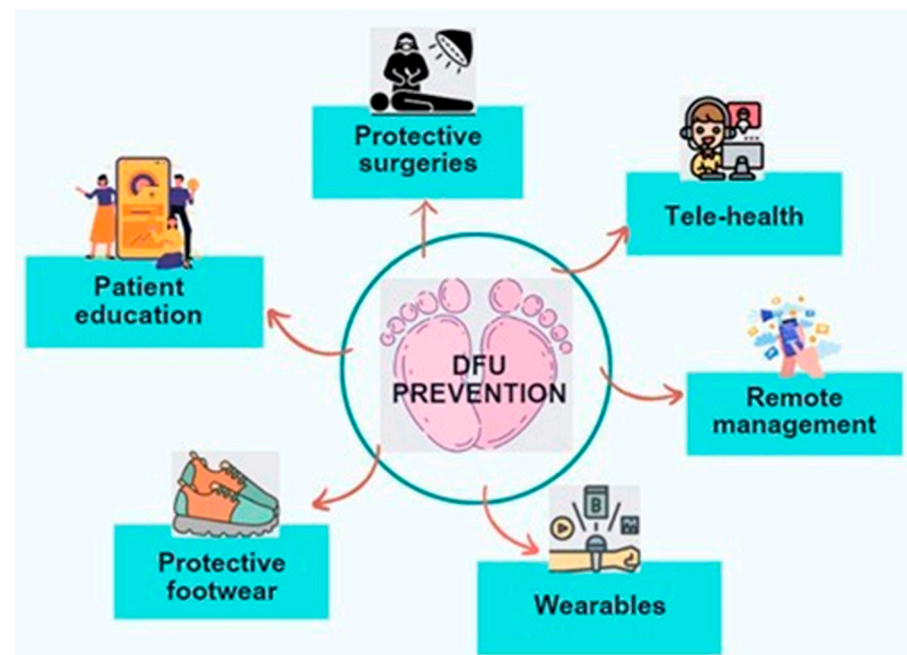 Protective
surgeries
Tele-health
Patient
education
DFU
PREVENTION
Remote
management
Protective
footwear
Wearables
B